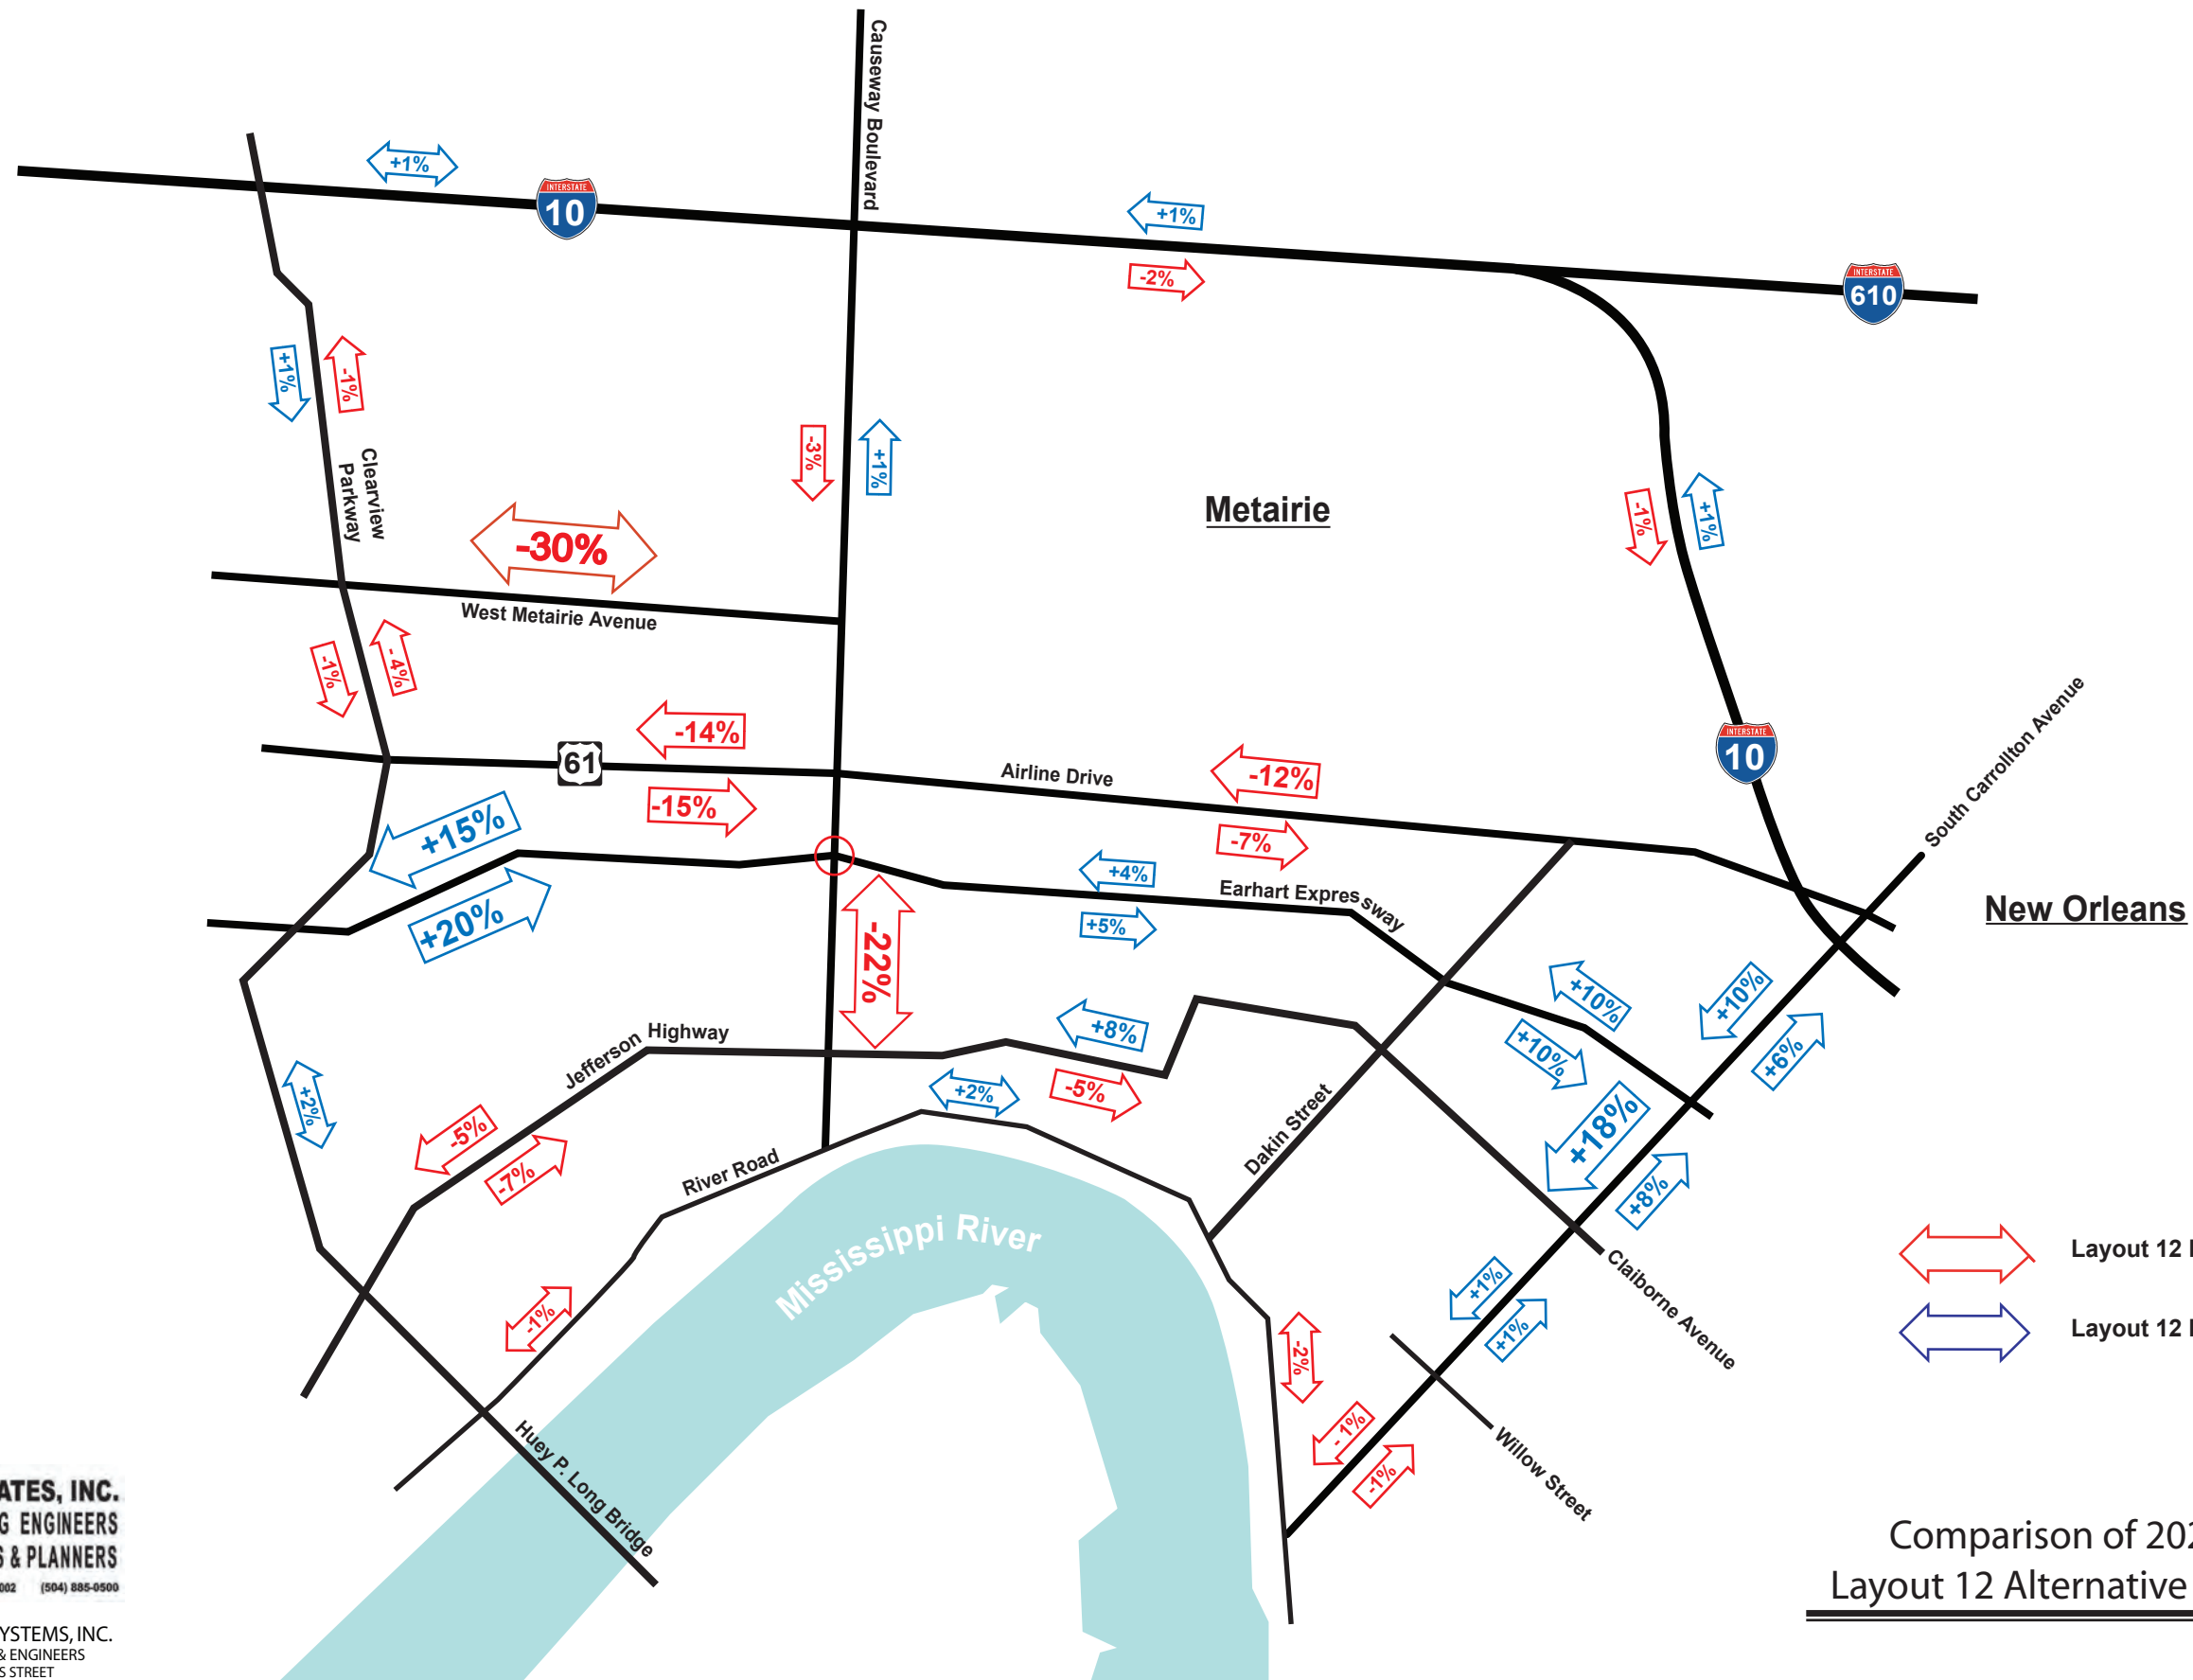 Causeway Boulevard
+1%
INTERSTATE
10
+1%
-2%
INTERSTATE
610
+1%
-1%
Clearview
Parkway
-3%
+1%
Metairie
-1%
+1%
-30%
West Metairie Avenue
-1%
- 4%
-14%
61
-15%
Airline Drive
-12%
-7%
INTERSTATE
10
South Carrollton Avenue
+15%
+20%
+4%
Earhart Expressway
+5%
New Orleans
-22%
+10%
+10%
+10%
+6%
Jefferson Highway
+8%
+2%
-5%
+2%
-5%
-7%
River Road
Dakin Street
+18%
+8%
Mississippi River
-1%
+1%
+1%
Claiborne Avenue
-2%
- 1%
-1%
Willow Street
Huey P. Long Bridge
Layout 12
Layout 12
ATES, INC.
G ENGINEERS
S & PLANNERS
002 (504) 885-0500
YSTEMS, INC.
& ENGINEERS
S STREET
Comparison of 202
Layout 12 Alternative